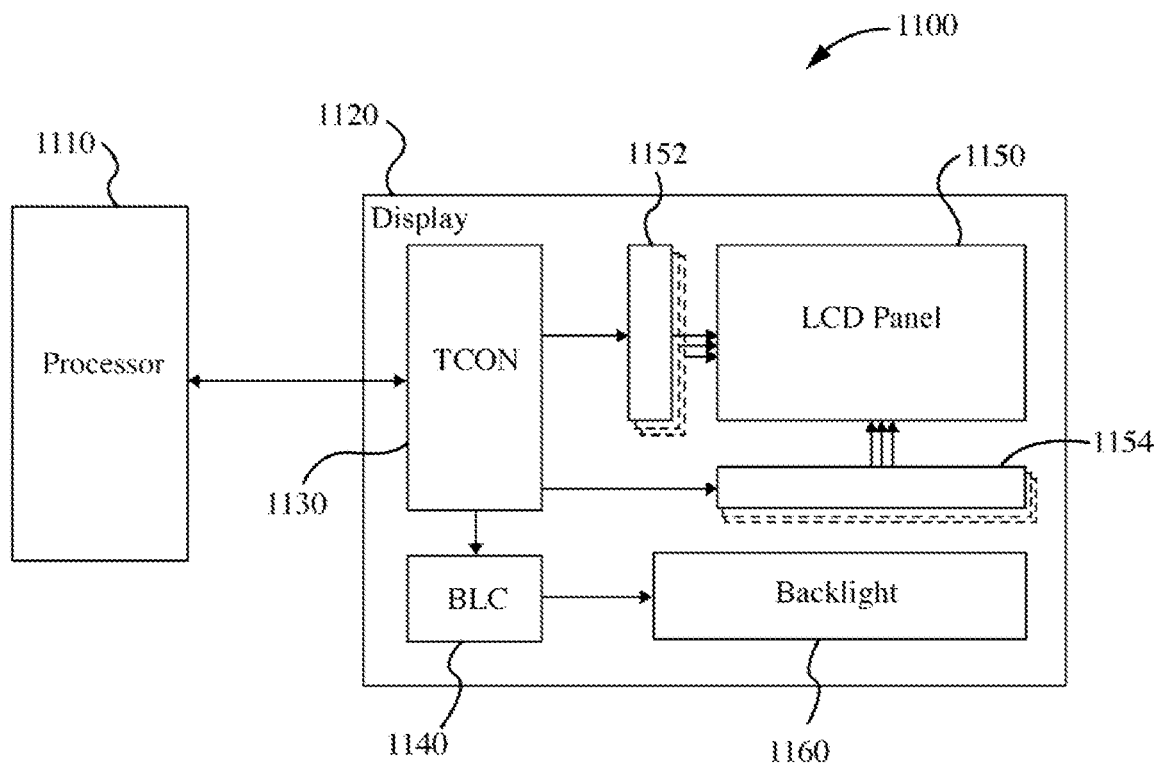 1100
1120
1110
1152
1150
Display
LCD Panel
Processor
TCON
1154
1130
BLC
Backlight
1140
1160